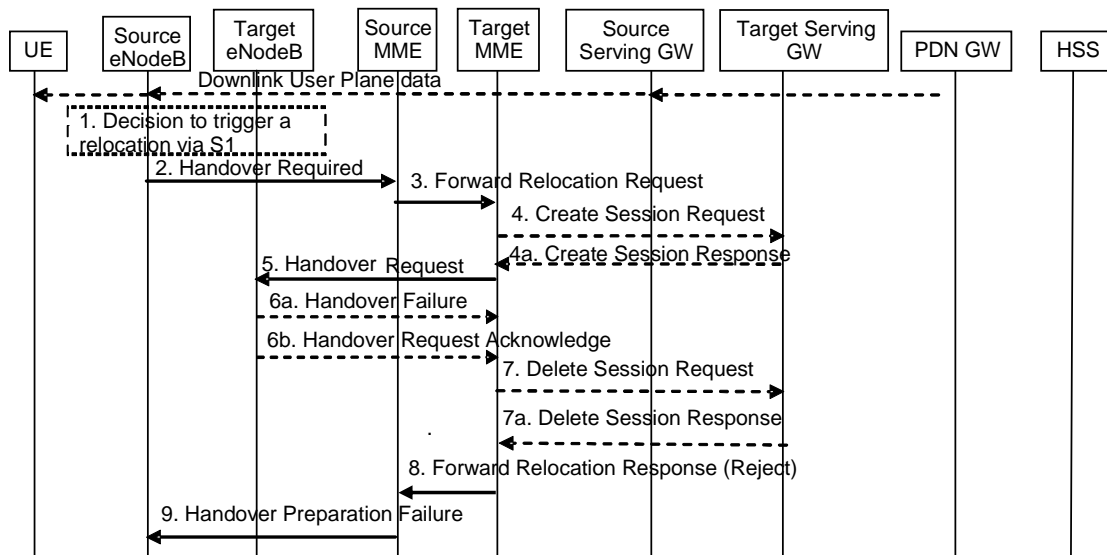 UE
Source
eNodeB
Target
eNodeB
Source
MME
Target
MME
Source
Serving GW
Target Serving
GW
PDN GW
HSS
Downlink User Plane data
1. Decision to trigger a
relocation via S1
2. Handover Required
3. Forward Relocation Request
4. Create Session Request
4a. Create Session Response
5. Handover Request
6a. Handover Failure
6b. Handover Request Acknowledge
7. Delete Session Request
7a. Delete Session Response
.
8. Forward Relocation Response (Reject)
9. Handover Preparation Failure